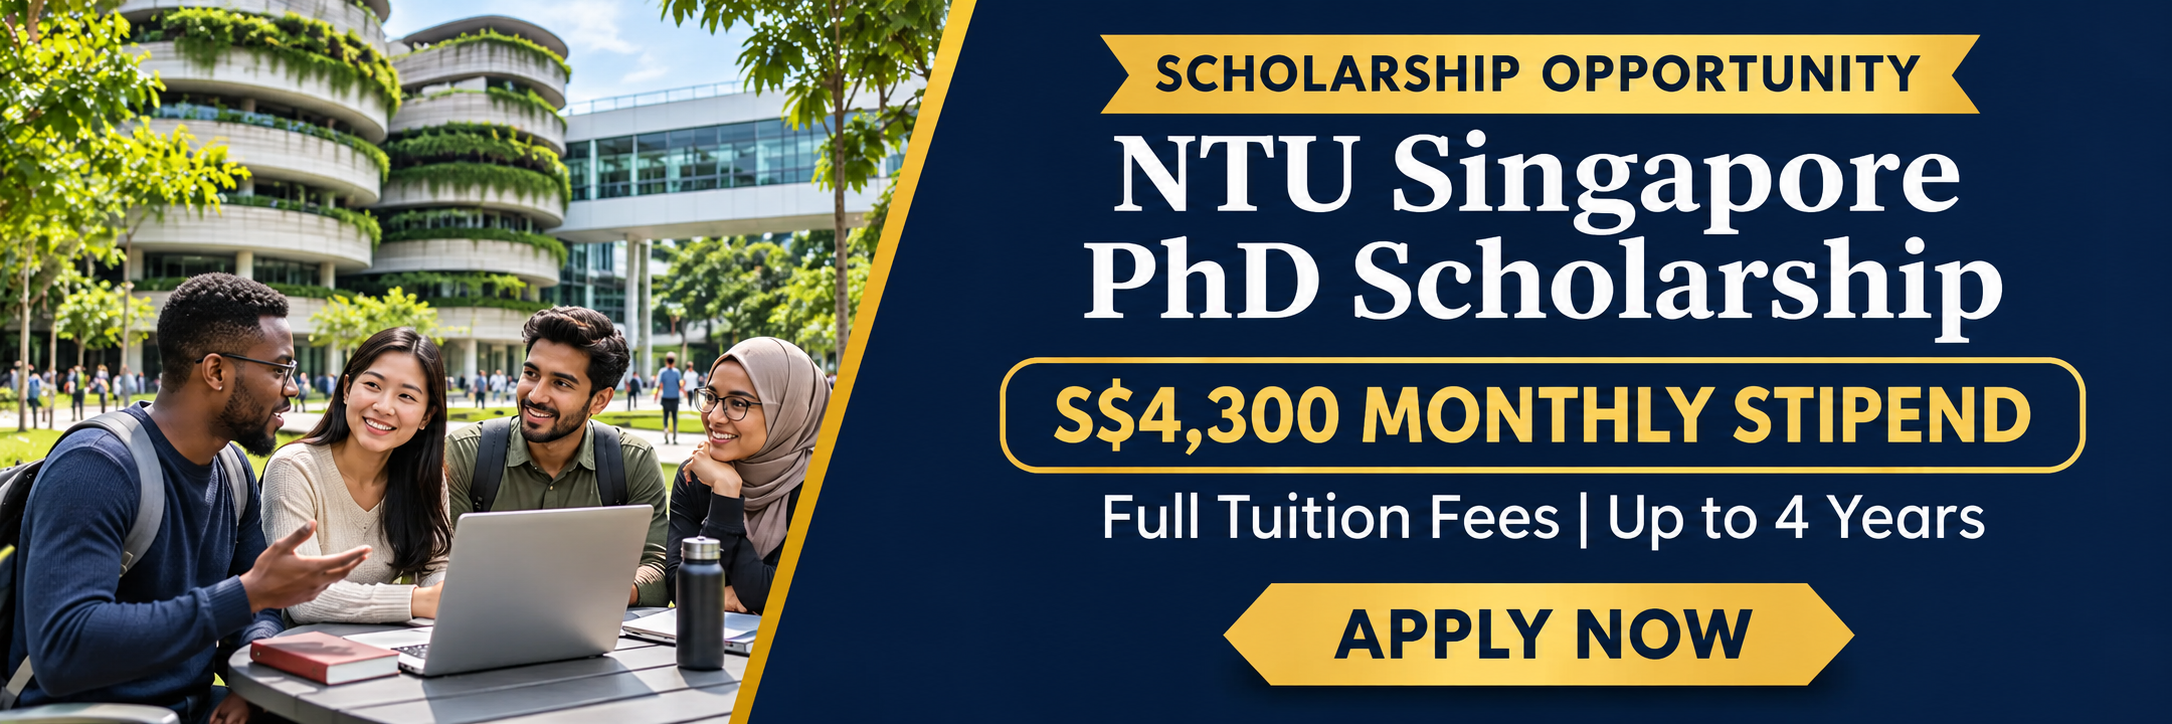 SCHOLARSHIP OPPORTUNITY
NTU Singapore
PhD Scholarship
S$4,300 MONTHLY STIPEND
Full Tuition Fees | Up to 4 Years
APPLY NOW